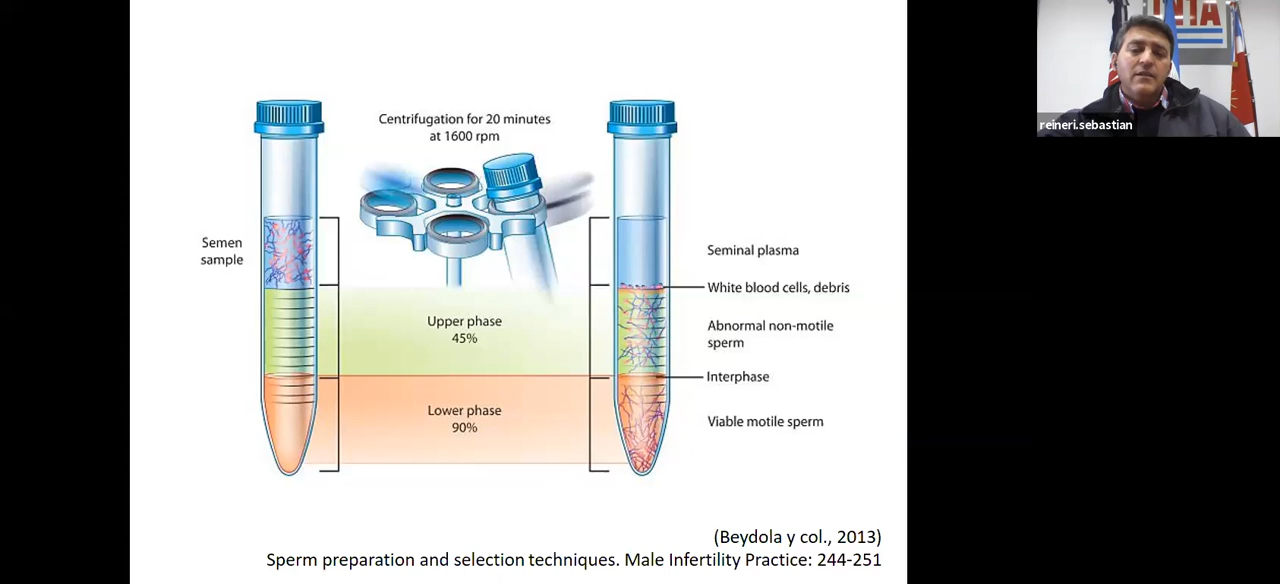 Centrifugation for 20 minutes
at 1600 rpm
Semen
sample
Upper phase
45%
Lower phase
90%
Seminal plasma
White blood cells, debris
Abnormal non-motile
sperm
Interphase
Viable motile sperm
(Beydola y col., 2013)
Sperm preparation and selection techniques. Male Infertility Practice: 244-251
INTA
reineri.sebastian